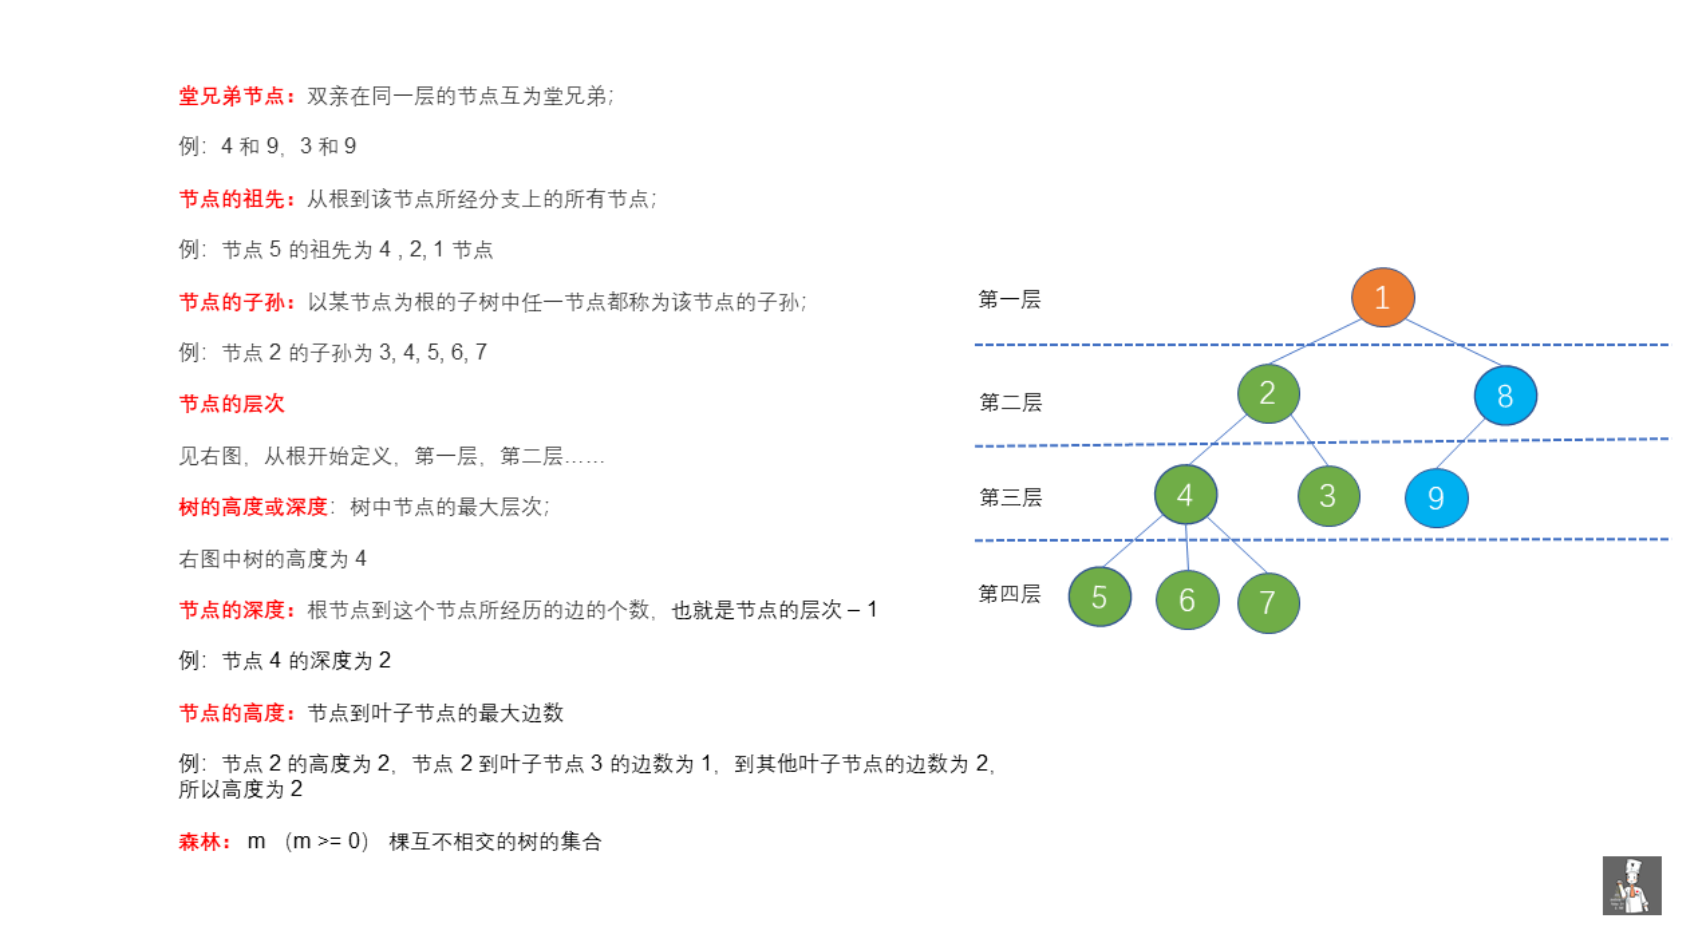 堂兄弟节点：双亲在同一层的节点互为堂兄弟；
例：4 和 9，3 和 9
节点的祖先：从根到该节点所经分支上的所有节点；
例：节点 5 的祖先为 4 , 2, 1 节点
节点的子孙：以某节点为根的子树中任一节点都称为该节点的子孙；
例：节点 2 的子孙为 3, 4, 5, 6, 7
节点的层次
见右图，从根开始定义，第一层，第二层……
树的高度或深度：树中节点的最大层次；
右图中树的高度为 4
节点的深度：根节点到这个节点所经历的边的个数，也就是节点的层次 – 1
例：节点 4 的深度为 2
节点的高度：节点到叶子节点的最大边数
例：节点 2 的高度为 2，节点 2 到叶子节点 3 的边数为 1，到其他叶子节点的边数为 2，
所以高度为 2
森林： m （m >= 0） 棵互不相交的树的集合
第一层
1
第二层
2
8
第三层
4
3
9
第四层
5
6
7